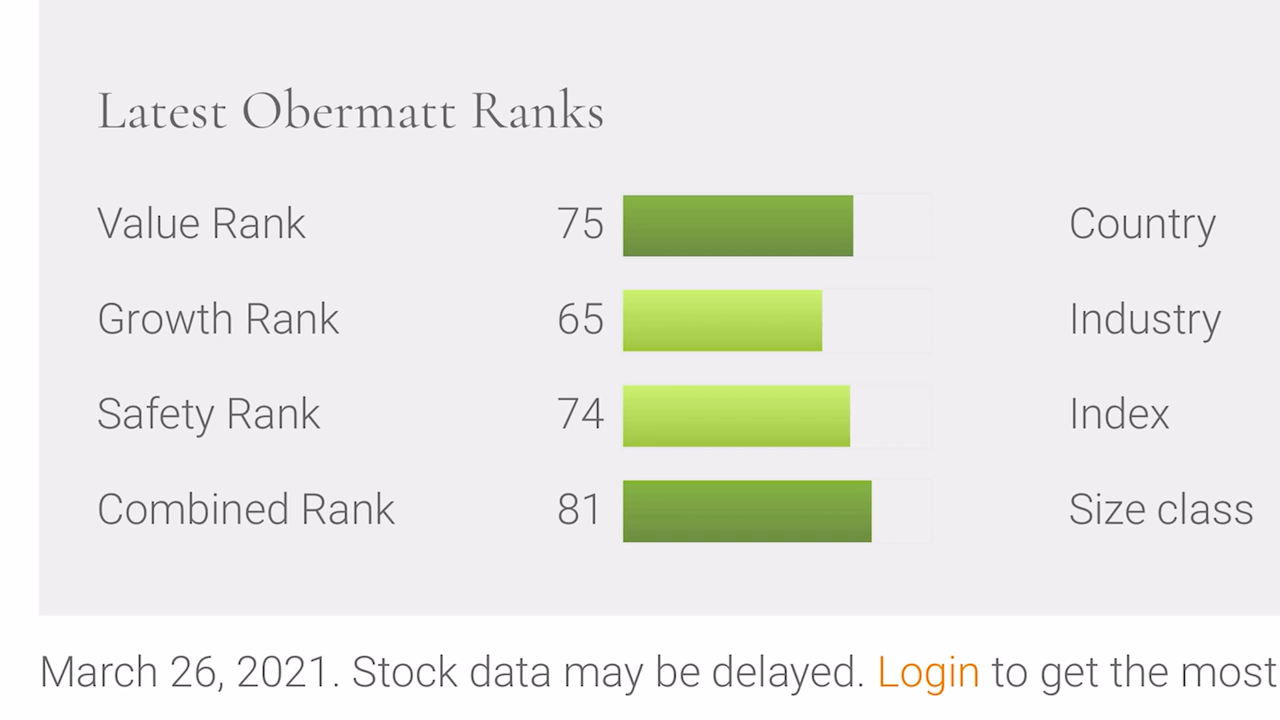 Latest Obermatt Ranks
Value Rank 75 Country
Growth Rank 65 Industry
Safety Rank 74 Index
Combined Rank 81 Size class
March 26, 2021. Stock data may be delayed. Login to get the most